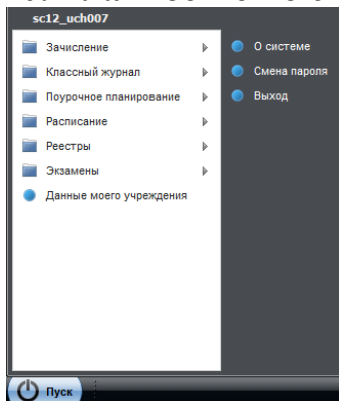 sc12_uch007
Зачисление
Классный журнал
Поурочное планирование
Расписание
Реестры
Экзамены
Данные моего учреждения
О системе
Смена пароля
Выход
Пуск